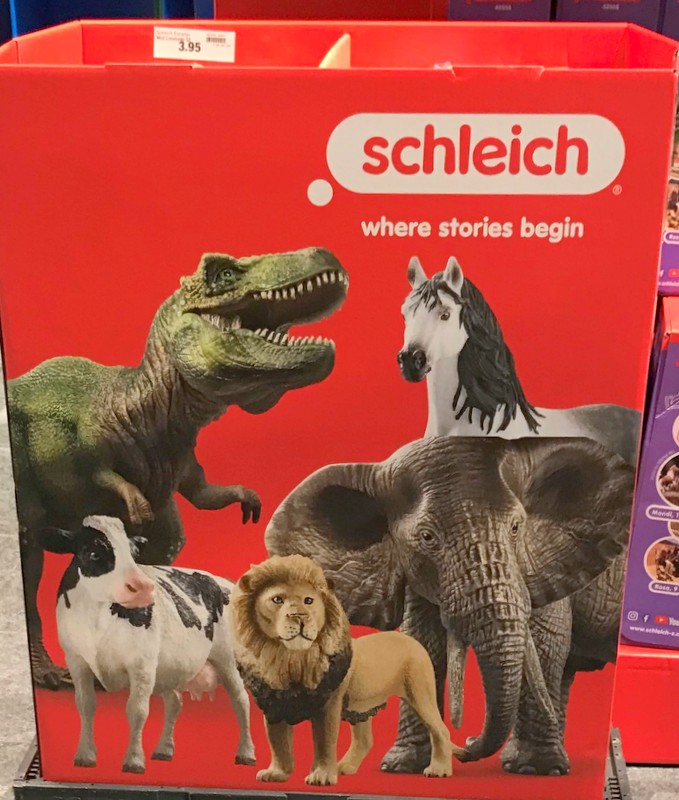 3.95
schleich
®
where stories begin